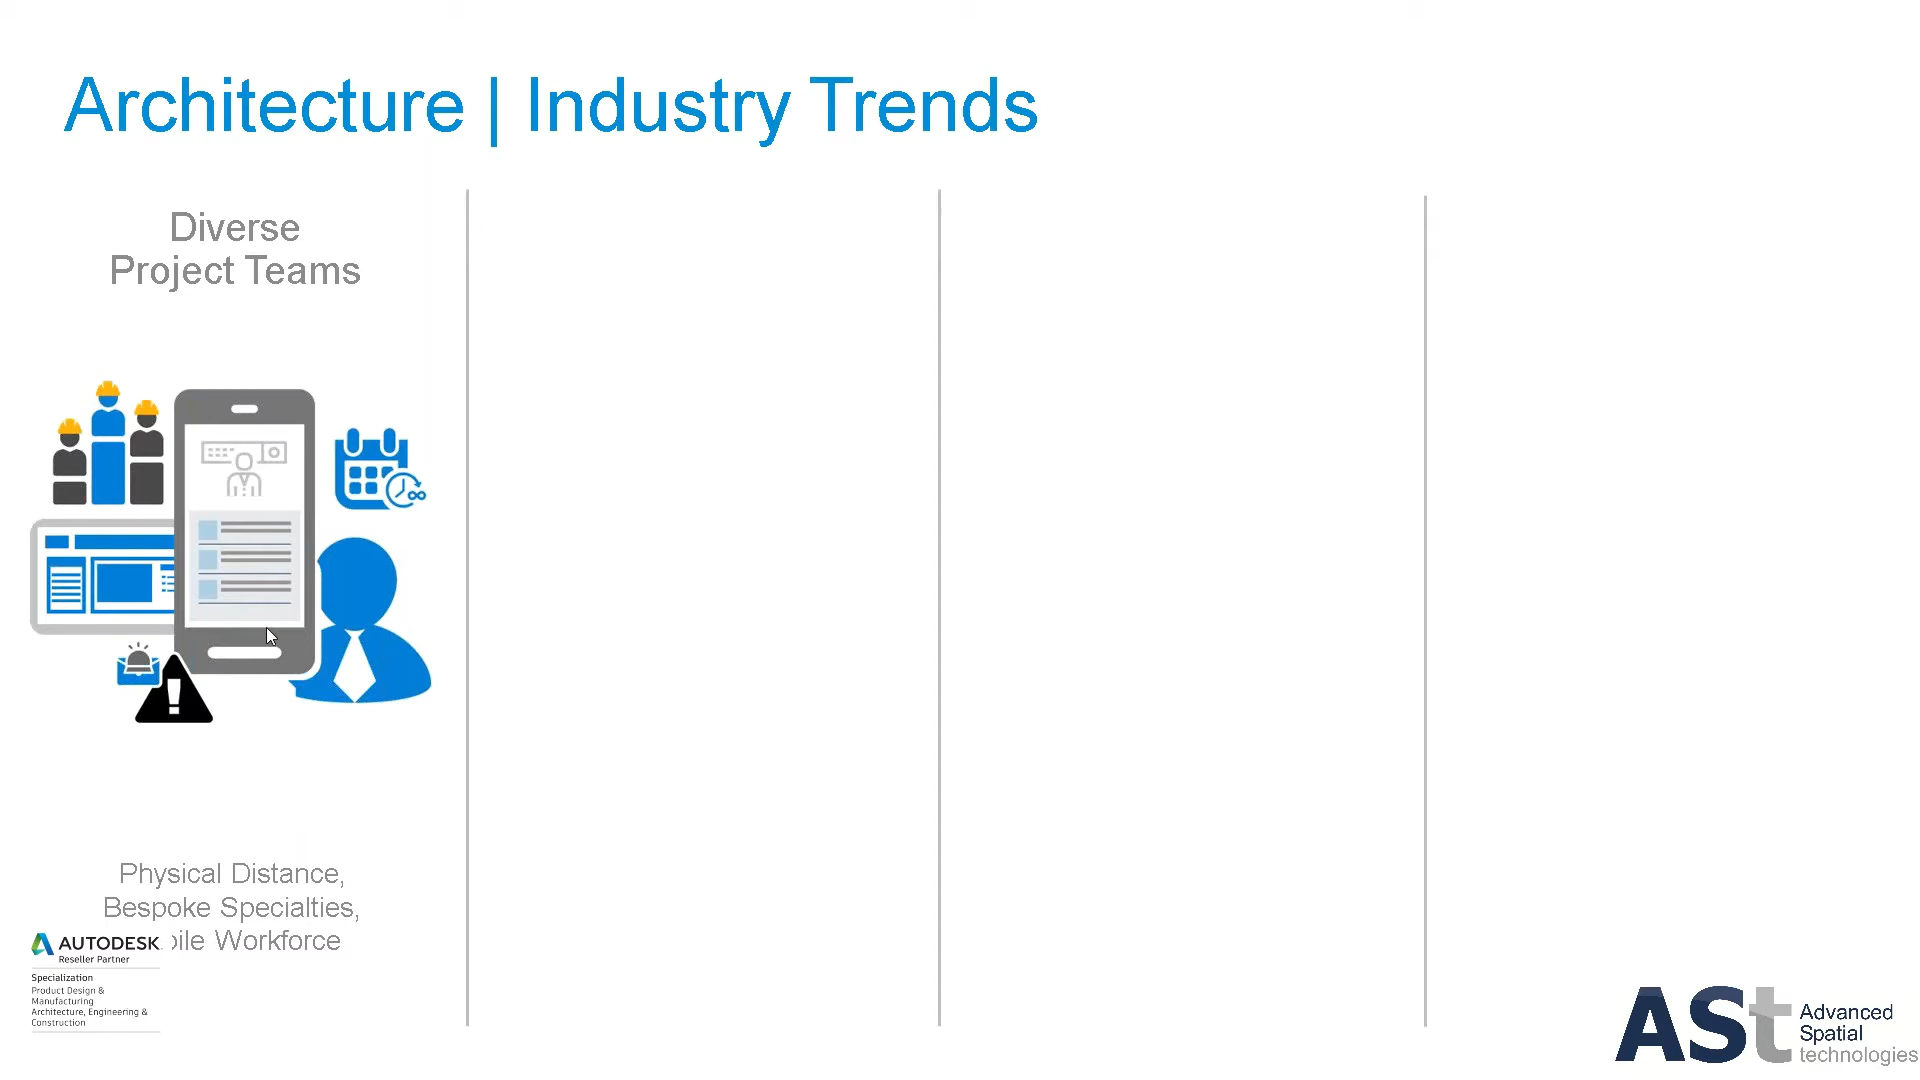 Architecture | Industry Trends
Diverse
Project Teams
Physical Distance,
Bespoke Specialties,
Workforce
AUTODESK
Reseller Partner
Specialization
Product Design &
Manufacturing
Architecture, Engineering &
Construction
ASt
Advanced
Spatial
technologies